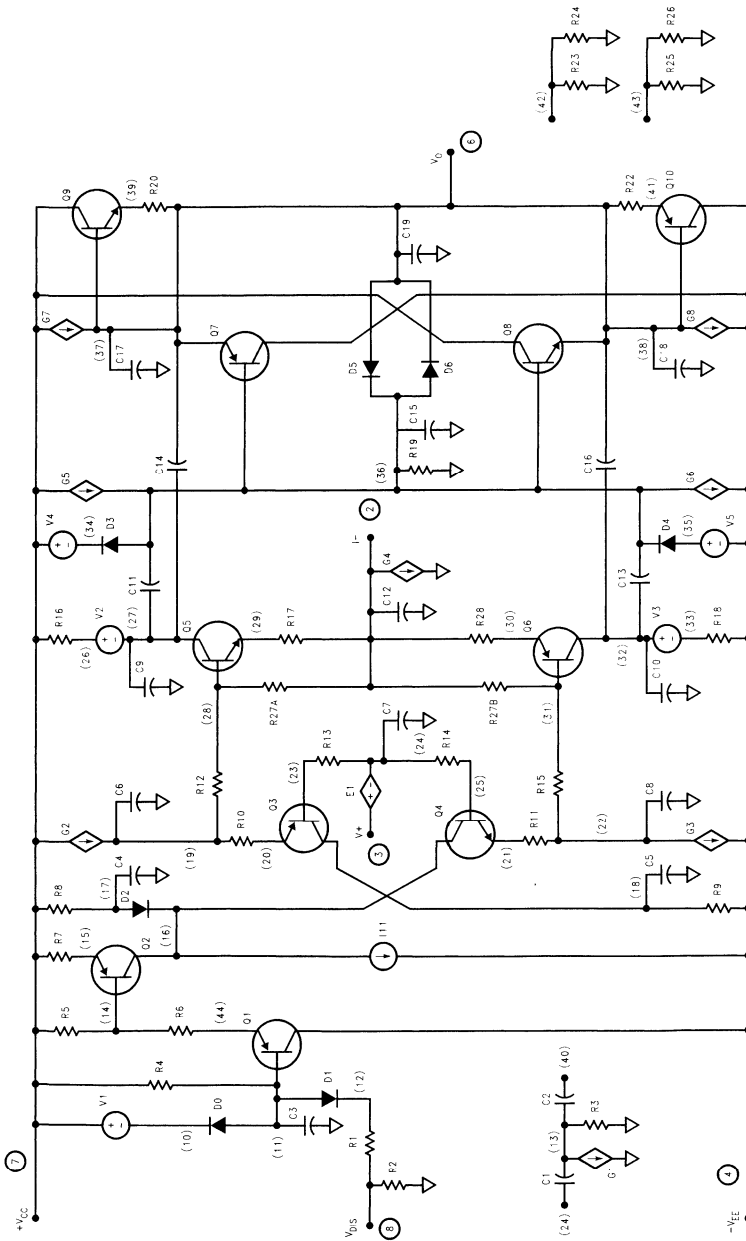 +VCC
7
V1
R4
R5
R7
R8
G2
R16
V4
G5
G7
Q9
(10)
D0
(14)
(15)
Q2
(17)
C4
C6
(26)
V2
(34)
D3
(37)
C17
(39)
R20
(11)
C3
R6
(44)
Q1
D2
(16)
(19)
R10
R12
C9
(27)
C11
C14
Q7
D1
(12)
R1
R2
VDIS
8
(20)
Q3
(28)
Q5
(29)
R17
R27A
(23)
R13
I11
V+
3
E1
C7
(24)
C12
G4
I-
2
(36)
R19
C15
D5
D6
C19
VO
6
R14
(25)
Q4
(21)
R11
R15
R27B
(31)
R28
(30)
Q6
Q8
C16
(18)
C5
R9
(22)
C8
G3
(32)
C10
V3
(33)
R18
C13
D4
(35)
V5
G6
(38)
C18
G8
R22
(41)
Q10
(24)
C1
(13)
G1
C2
R3
(40)
(42)
R23
R24
(43)
R25
R26
-VEE
4